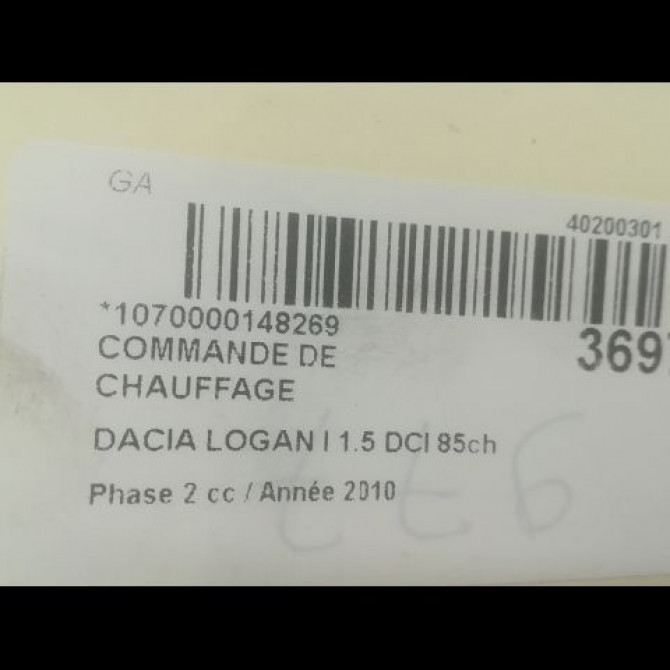 GA
40200301
*1070000148269
COMMANDE DE
CHAUFFAGE
DACIA LOGAN I 1.5 DCI 85ch
Phase 2 cc / Année 2010